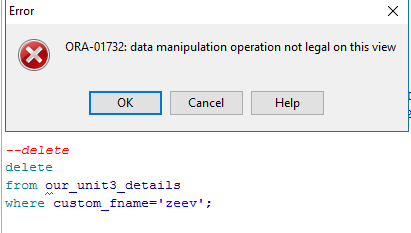 Error
ORA-01732: data manipulation operation not legal on this view
OK
Cancel
Help
--delete
delete
from our_unit3_details
where custom_fname='zeev';